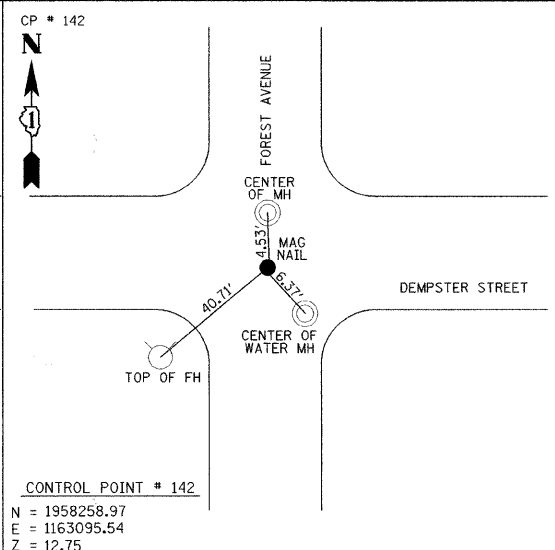 CP # 142
N
1
FOREST AVENUE
CENTER
OF MH
4.53'
MAG
NAIL
6.37'
40.71'
DEMPSTER STREET
CENTER OF
WATER MH
TOP OF FH
CONTROL POINT # 142
N = 1958258.97
E = 1163095.54
Z = 12.75